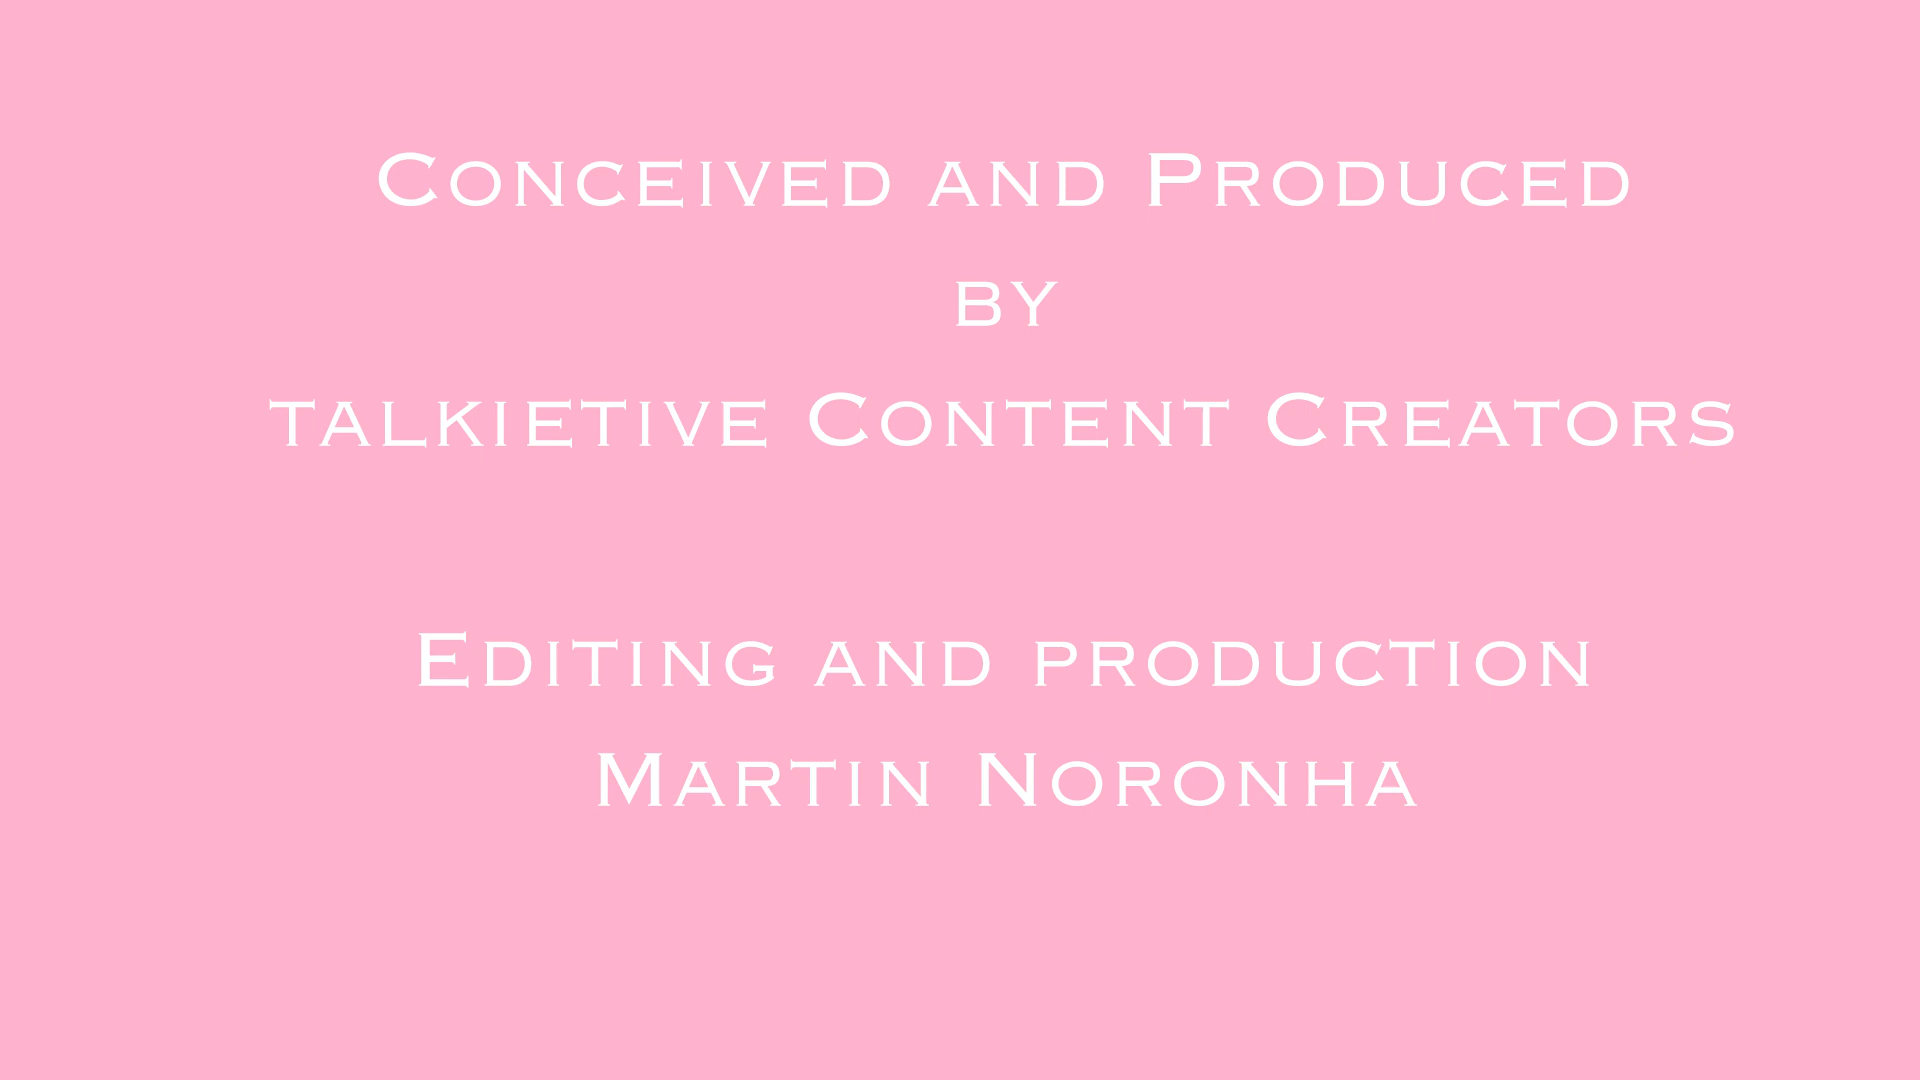 Conceived and Produced
by
talkietive Content Creators
Editing and production
Martin Noronha